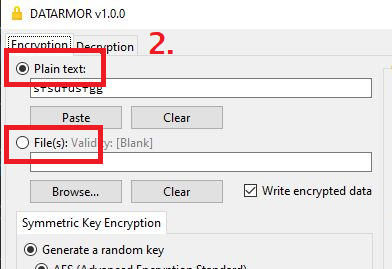 DATARMOR v1.0.0
2.
Encryption Decryption
Plain text:
sfsufusfgg
Paste Clear
File(s): Validity: [Blank]
Browse... Clear Write encrypted data
Symmetric Key Encryption
Generate a random key
AES (Advanced Encryption Standard)